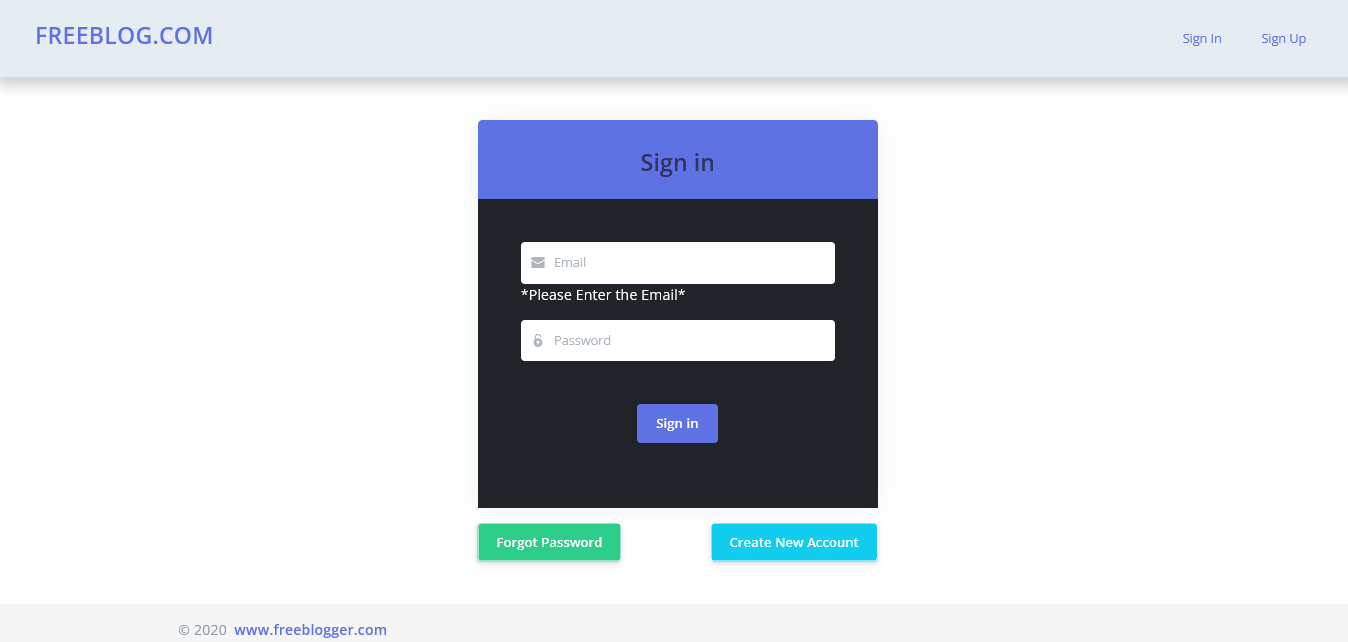 FREEBLOG.COM
Sign In
Sign Up
Sign in
Email
*Please Enter the Email*
Password
Sign in
Forgot Password
Create New Account
© 2020 www.freeblogger.com